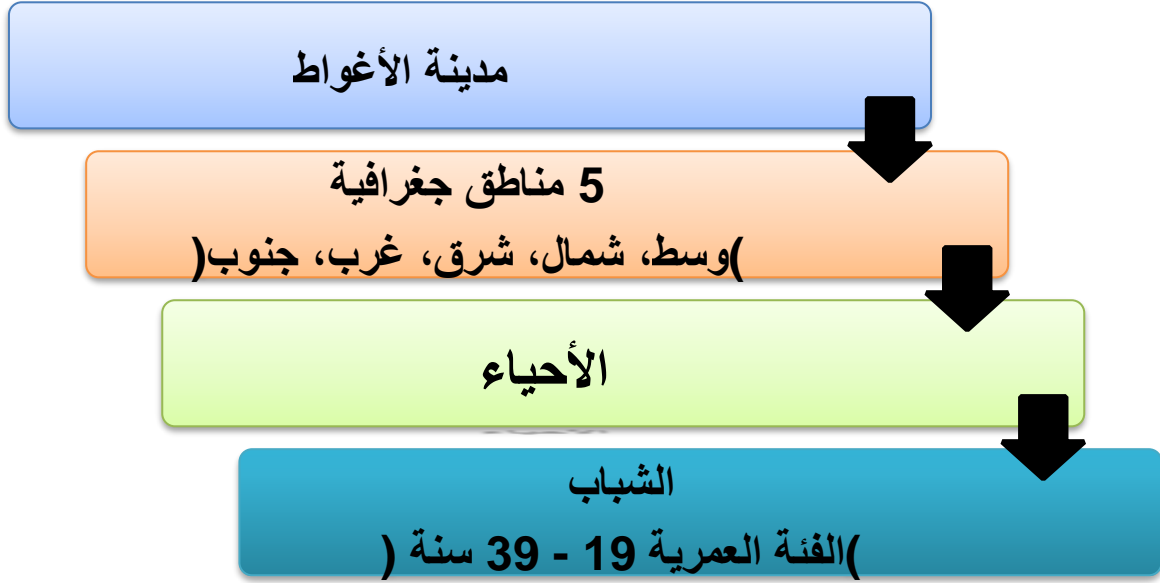 مدينة الأغواط
5 مناطق جغرافية
)وسط، شمال، شرق، غرب، جنوب(
الأحياء
الشباب
)الفئة العمرية 19 - 39 سنة (